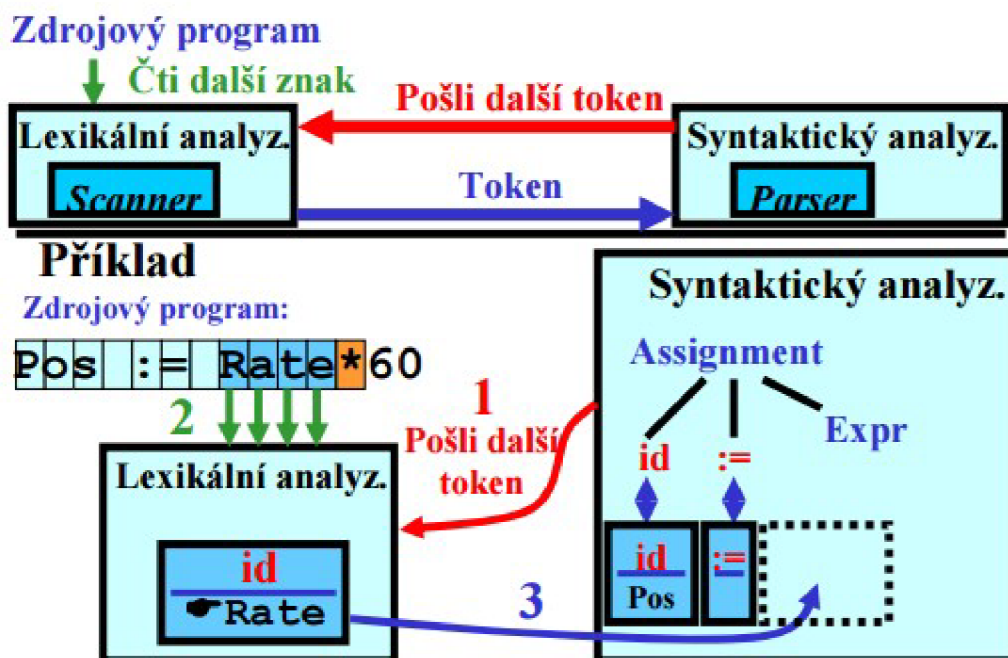 Zdrojový program
Čti další znak
Pošli další token
Lexikální analyz.
Syntaktický analyz.
Scanner
Token
Parser
Příklad
Zdrojový program:
Pos := Rate*60
2
1
Pošli další
token
Lexikální analyz.
id
Rate
3
Syntaktický analyz.
Assignment
Expr
id :=
id :=
Pos